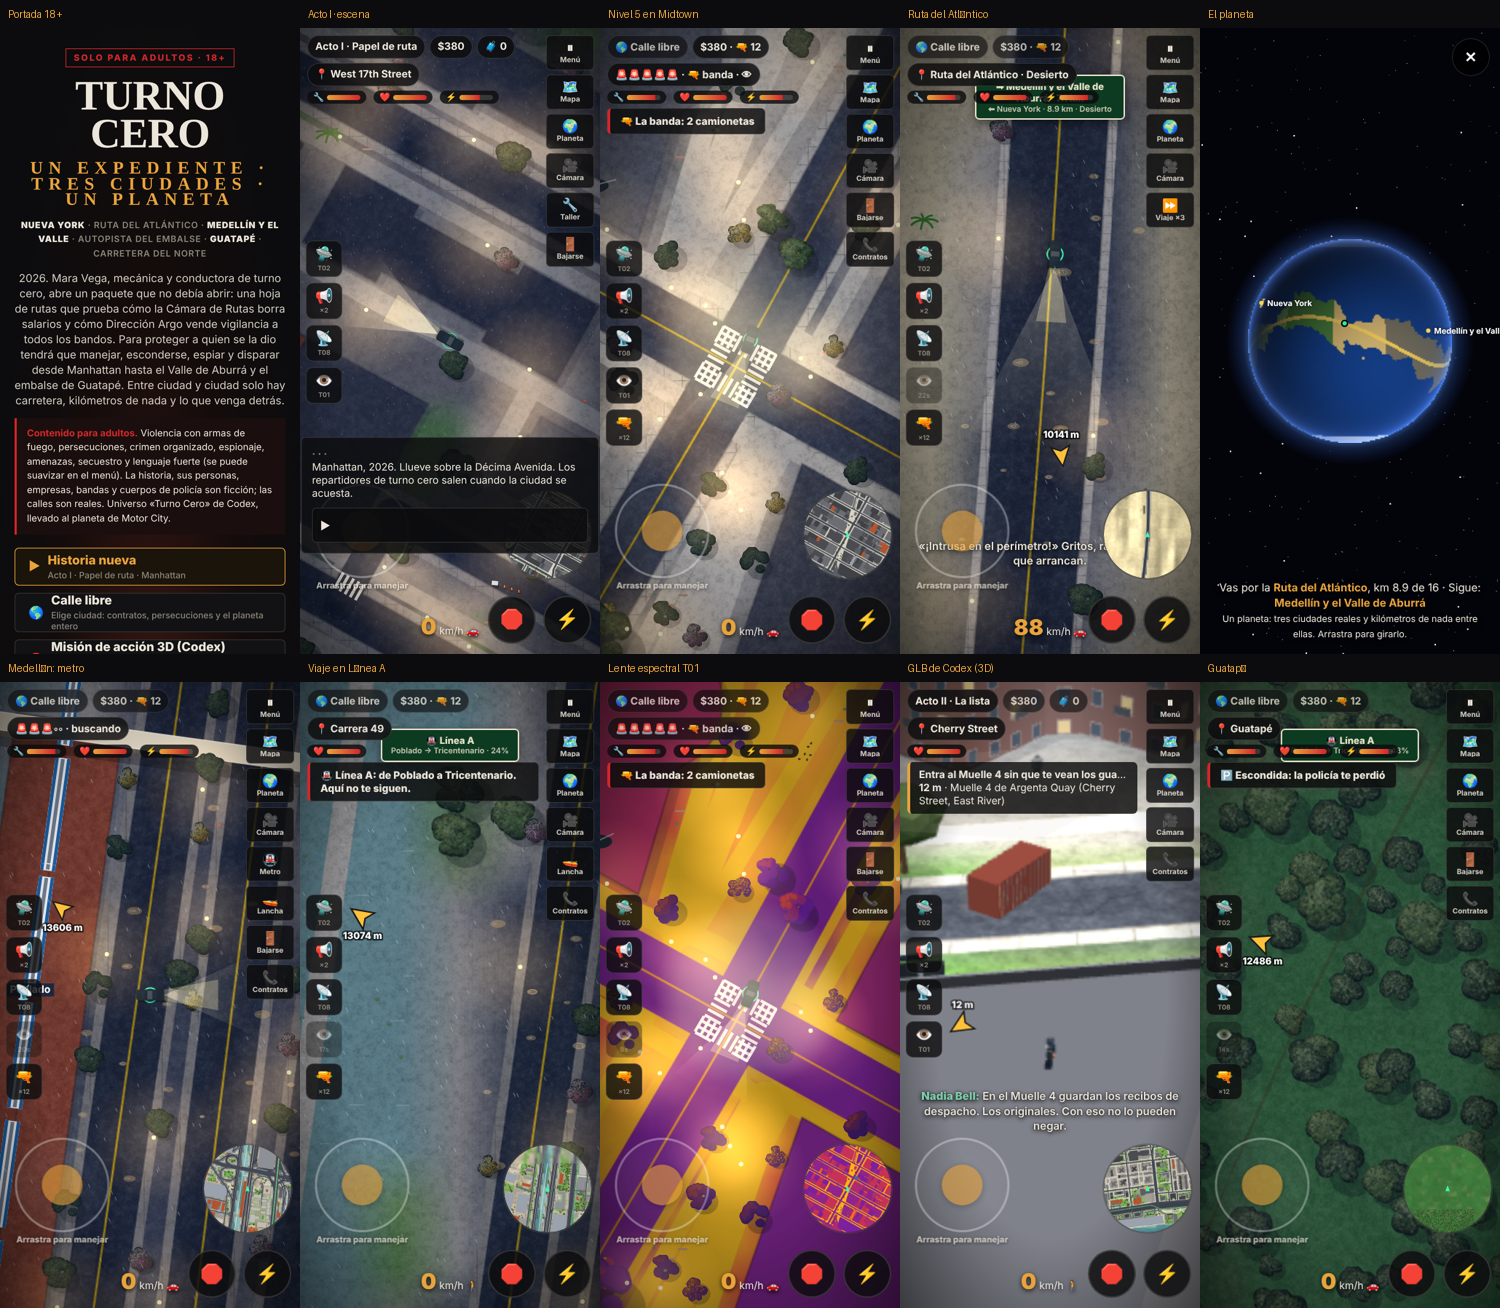 Portada 18+
SOLO PARA ADULTOS · 18+
TURNO
CERO
UN EXPEDIENTE ·
TRES CIUDADES ·
UN PLANETA
NUEVA YORK · RUTA DEL ATLÁNTICO · MEDELLÍN Y EL
VALLE · AUTOPISTA DEL EMBALSE · GUATAPÉ ·
CARRETERA DEL NORTE
2026. Mara Vega, mecánica y conductora de turno
cero, abre un paquete que no debía abrir: una hoja
de rutas que prueba cómo la Cámara de Rutas borra
salarios y cómo Dirección Argo vende vigilancia a
todos los bandos. Para proteger a quien se la dio
tendrá que manejar, esconderse, espiar y disparar
desde Manhattan hasta el Valle de Aburrá y el
embalse de Guatapé. Entre ciudad y ciudad solo hay
carretera, kilómetros de nada y lo que venga detrás.
Contenido para adultos. Violencia con armas de
fuego, persecuciones, crimen organizado, espionaje,
amenazas, secuestro y lenguaje fuerte (se puede
suavizar en el menú). La historia, sus personas,
empresas, bandas y cuerpos de policía son ficción; las
calles son reales. Universo «Turno Cero» de Codex,
llevado al planeta de Motor City.
Historia nueva
Acto I · Papel de ruta · Manhattan
Calle libre
Elige ciudad: contratos, persecuciones y el planeta
entero
Misión de acción 3D (Codex)
Acto I · escena
Acto I · Papel de ruta
$380
0
West 17th Street
Menú
Mapa
Planeta
Cámara
Taller
Bajarse
T02
×2
T08
T01
...
Manhattan, 2026. Llueve sobre la Décima Avenida. Los
repartidores de turno cero salen cuando la ciudad se
acuesta.
Arrastra para manejar
0 km/h
Nivel 5 en Midtown
Calle libre
$380 · 12
· banda ·
La banda: 2 camionetas
Menú
Mapa
Planeta
Cámara
Bajarse
Contratos
T02
×2
T08
T01
×12
Arrastra para manejar
0 km/h
Ruta del Atl ntico
Calle libre
$380 · 12
Ruta del Atlántico · Desierto
Medellín y el Valle de
← Nueva York · 8.9 km · Desierto
Menú
Mapa
Planeta
Cámara
Viaje ×3
T02
×2
T08
22s
×12
10141 m
«¡Intrusa en el perímetro!» Gritos,
que arrancan.
Arrastra para manejar
88 km/h
El planeta
×
Nueva York
Medellín y el Vall
Vas por la Ruta del Atlántico, km 8.9 de 16 · Sigue:
Medellín y el Valle de Aburrá
Un planeta: tres ciudades reales y kilómetros de nada entre
ellas. Arrastra para girarlo.
Medell n: metro
Calle libre
$380 · 12
· buscando
Menú
Mapa
Planeta
Cámara
Metro
Lancha
Bajarse
Contratos
T02
13606 m
×2
T08
×12
Arrastra para manejar
0 km/h
Viaje en L nea A
Calle libre
$380 · 12
Carrera 49
Línea A
Poblado → Tricentenario · 24%
Línea A: de Poblado a Tricentenario.
Aquí no te siguen.
Menú
Mapa
Planeta
Cámara
Metro
Lancha
Contratos
T02
13074 m
×2
T08
×12
Arrastra para manejar
0 km/h
Lente espectral T01
Calle libre
$380 · 12
· banda ·
La banda: 2 camionetas
Menú
Mapa
Planeta
Cámara
Bajarse
Contratos
T02
×2
T08
×12
Arrastra para manejar
0 km/h
GLB de Codex (3D)
Acto II · La lista
$380
0
Cherry Street
Entra al Muelle 4 sin que te vean los gua...
12 m · Muelle 4 de Argenta Quay (Cherry
Street, East River)
Menú
Mapa
Planeta
Cámara
Bajarse
Contratos
T02
×2
T08
T01
12 m
Nadia Bell: En el Muelle 4 guardan los recibos de
despacho. Los originales. Con eso no lo pueden
negar.
Arrastra para manejar
0 km/h
Guatap
Calle libre
$380 · 12
Guatapé
Línea A
Escondida: la policía te perdió
Menú
Mapa
Planeta
Cámara
Bajarse
Contratos
T02
×2
12486 m
T08
×12
Arrastra para manejar
0 km/h